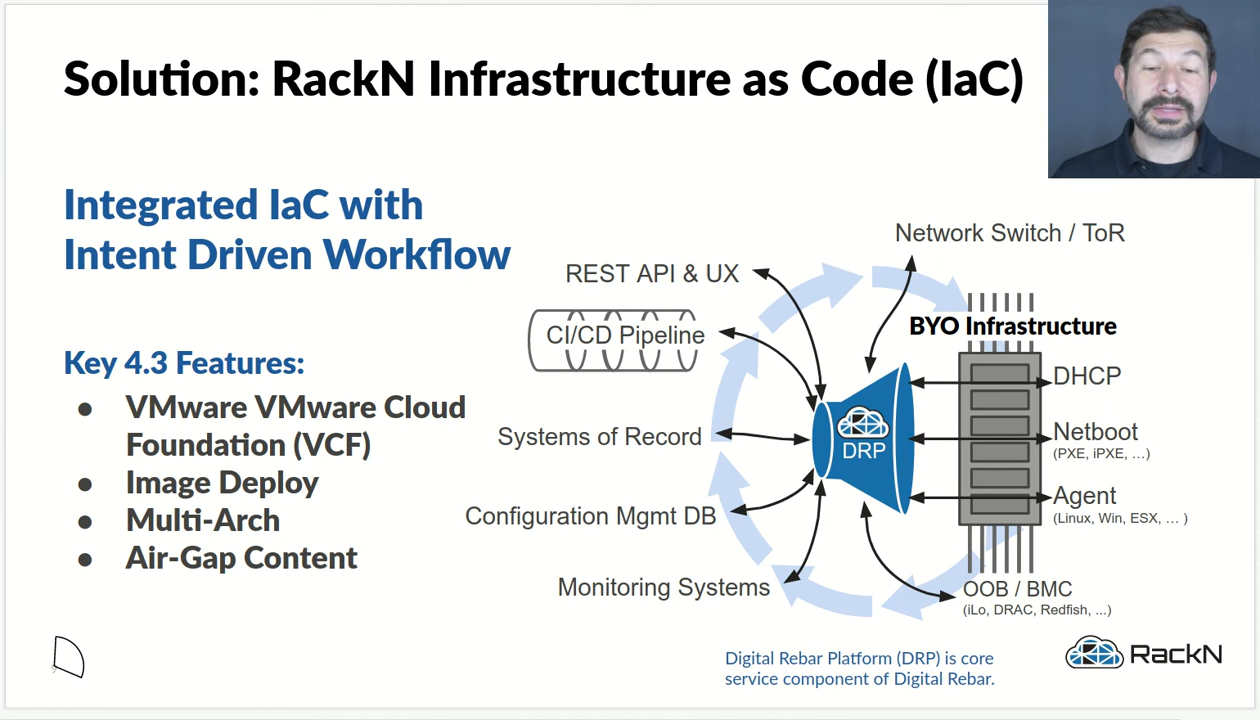 Solution: RackN Infrastructure as Code (IaC)
Integrated IaC with
Intent Driven Workflow
Key 4.3 Features:
● VMware VMware Cloud
Foundation (VCF)
● Image Deploy
● Multi-Arch
● Air-Gap Content
Network Switch / ToR
REST API & UX
BYO Infrastructure
CI/CD Pipeline
DHCP
Systems of Record
DRP
Netboot
(PXE, iPXE, ...)
Agent
(Linux, Win, ESX, ... )
Configuration Mgmt DB
Monitoring Systems
OOB / BMC
(iLo, DRAC, Redfish, ...)
Digital Rebar Platform (DRP) is core
service component of Digital Rebar.
RackN